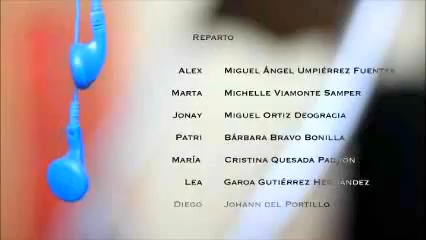 Reparto
Alex Miguel Ángel Umpiérrez Fuentes
Marta Michelle Viamonte Samper
Jonay Miguel Ortiz Deogracia
Patri Bárbara Bravo Bonilla
María Cristina Quesada Padrón
Lea Garoa Gutiérrez Hernández
Diego Johann del Portillo